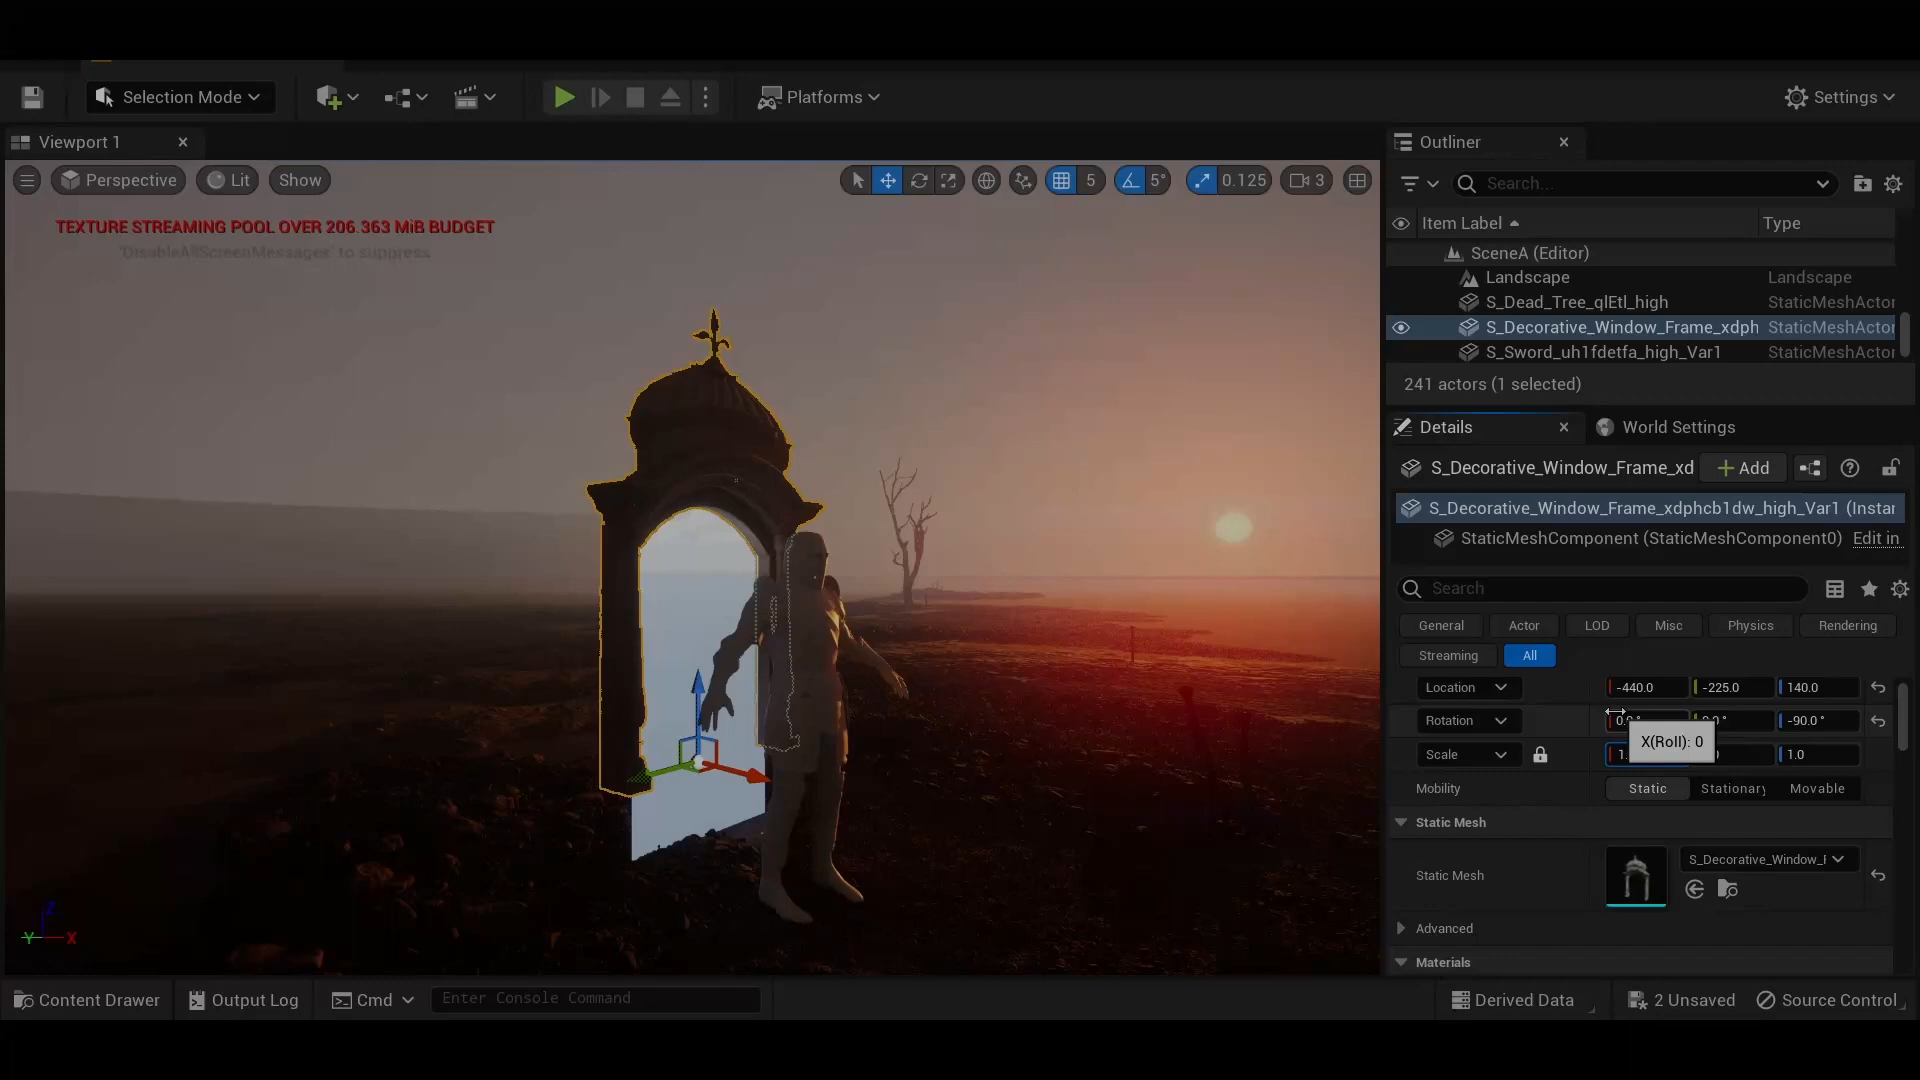 Selection Mode
Platforms
Settings
Viewport 1
Outliner
Perspective
Lit
Show
5
5°
0.125
3
Search...
TEXTURE STREAMING POOL OVER 206.363 MiB BUDGET
'DisableAllScreenMessages' to suppress
Item Label
Type
SceneA (Editor)
Landscape
Landscape
S_Dead_Tree_qlEtl_high
StaticMeshActor
S_Decorative_Window_Frame_xdph
StaticMeshActor
S_Sword_uh1fdetfa_high_Var1
StaticMeshActor
241 actors (1 selected)
Details
World Settings
S_Decorative_Window_Frame_xd
Add
S_Decorative_Window_Frame_xdphcb1dw_high_Var1 (Instan
StaticMeshComponent (StaticMeshComponent0)
Edit in
Search
General
Actor
LOD
Misc
Physics
Rendering
Streaming
All
Location
-440.0
-225.0
140.0
Rotation
-90.0 °
X(Roll): 0
Scale
1.0
Mobility
Static
Stationary
Movable
Static Mesh
Static Mesh
S_Decorative_Window_F
Advanced
Materials
Z
Y
X
Content Drawer
Output Log
Cmd
Enter Console Command
Derived Data
2 Unsaved
Source Control